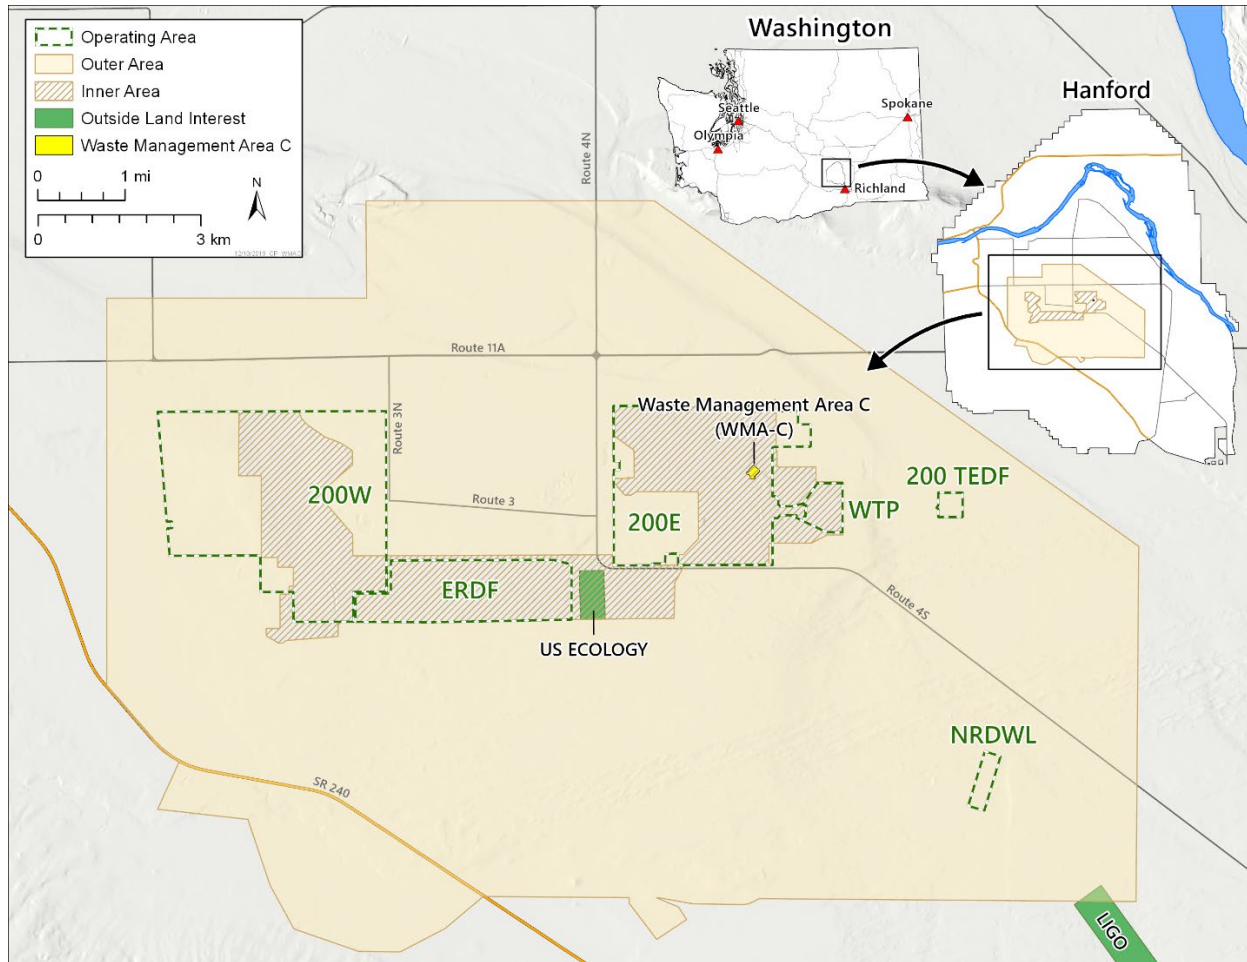 Operating Area
Outer Area
Inner Area
Outside Land Interest
Waste Management Area C
0 1 mi
N
0 3 km
Washington
Seattle
Spokane
Olympia
Richland
Hanford
Route 4N
Route 11A
Route 3N
Route 3
Waste Management Area C
(WMA-C)
200W
200E
WTP
200 TEDF
ERDF
US ECOLOGY
Route 4S
NRDWL
SR 240
LIGO